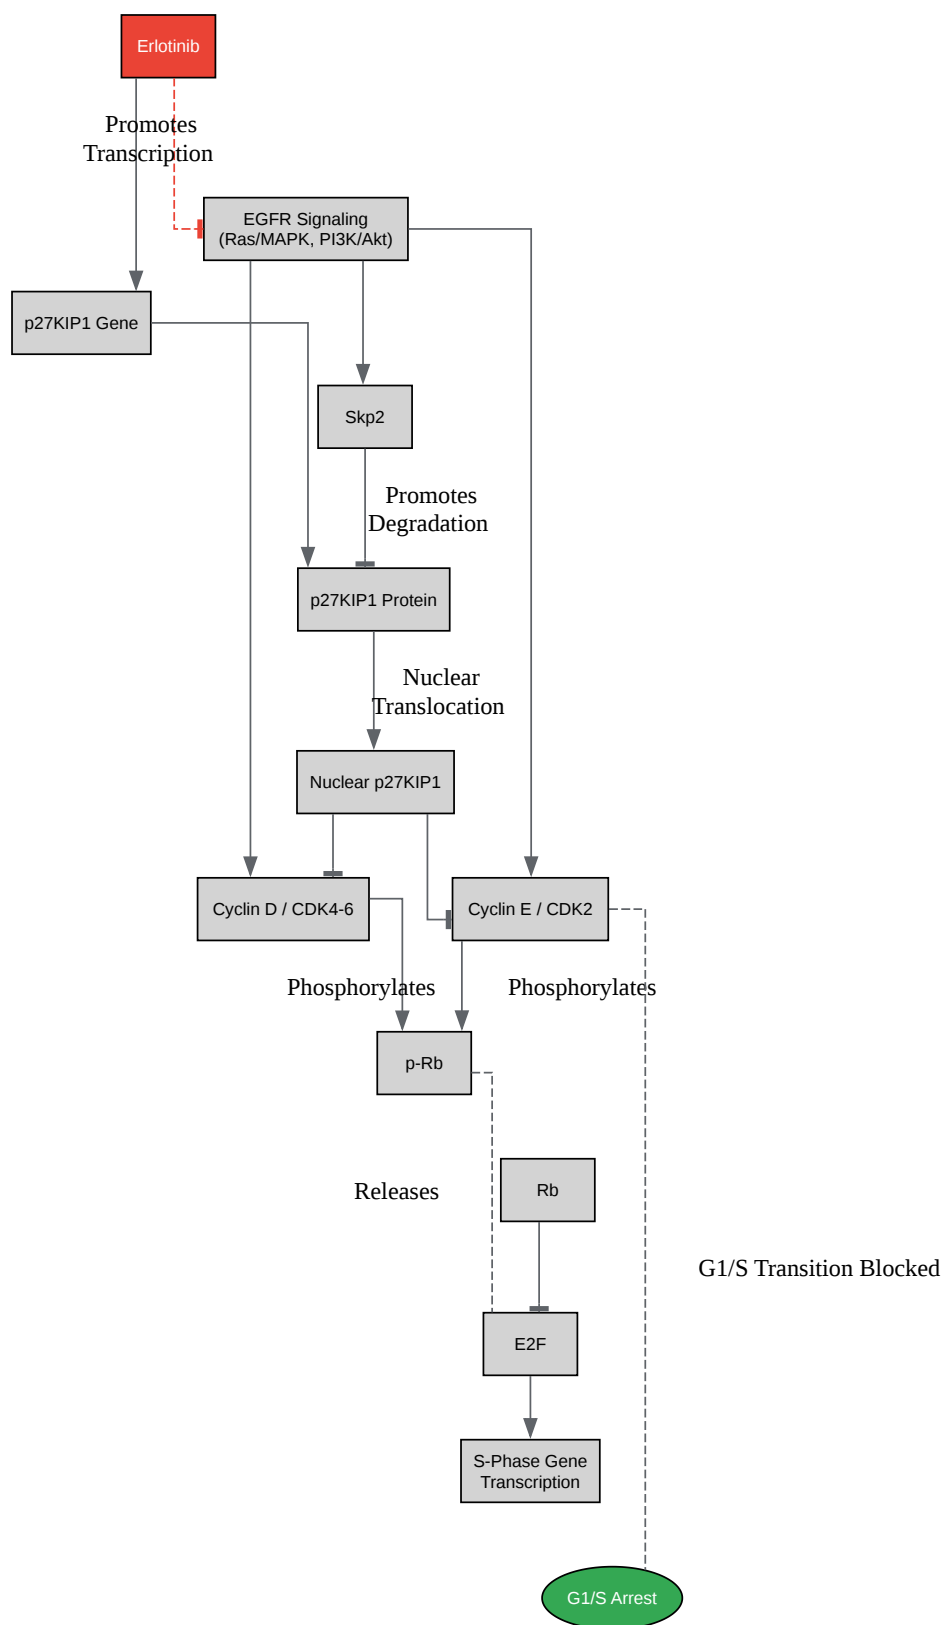 Erlotinib
Promotes
Transcription
EGFR Signaling
(Ras/MAPK, PI3K/Akt)
p27KIP1 Gene
Skp2
Promotes
Degradation
p27KIP1 Protein
Nuclear
Translocation
Nuclear p27KIP1
Cyclin D / CDK4-6
Cyclin E / CDK2
Phosphorylates
Phosphorylates
p-Rb
Releases
Rb
G1/S Transition Blocked
E2F
S-Phase Gene
Transcription
G1/S Arrest